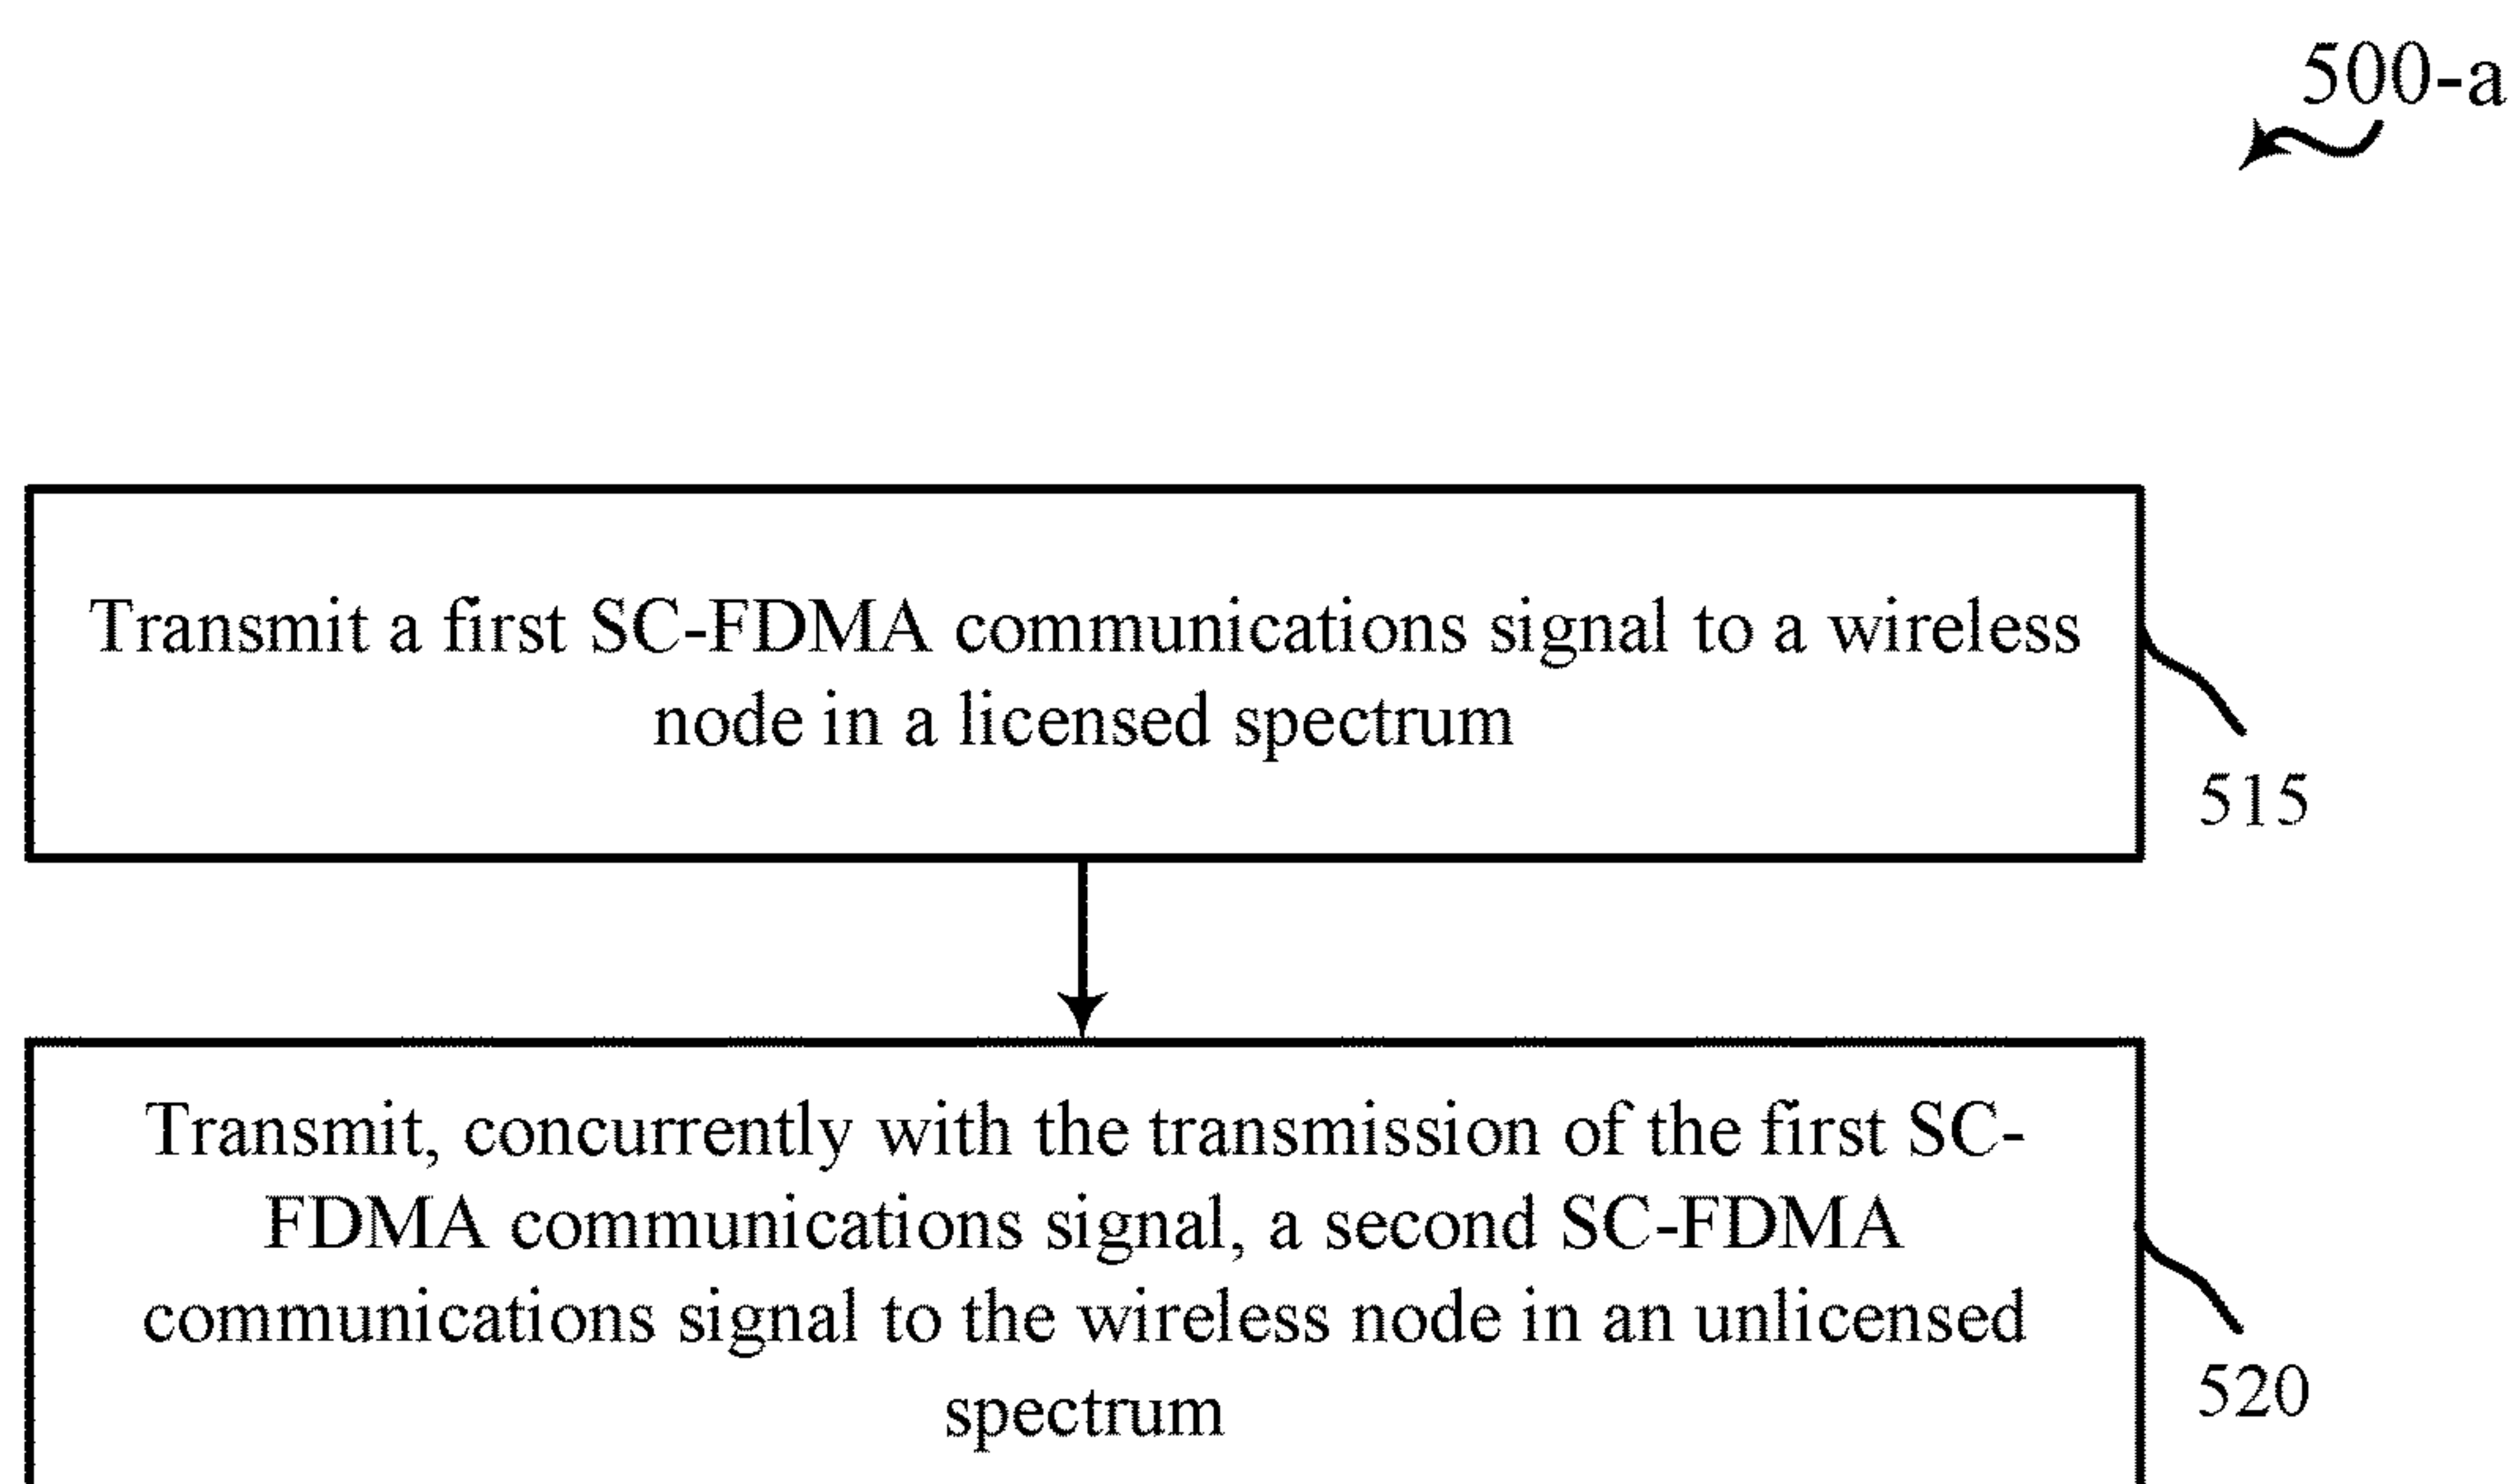 500-a
Transmit a first SC-FDMA communications signal to a wireless
node in a licensed spectrum
515
Transmit, concurrently with the transmission of the first SC-
FDMA communications signal, a second SC-FDMA
communications signal to the wireless node in an unlicensed
spectrum
520